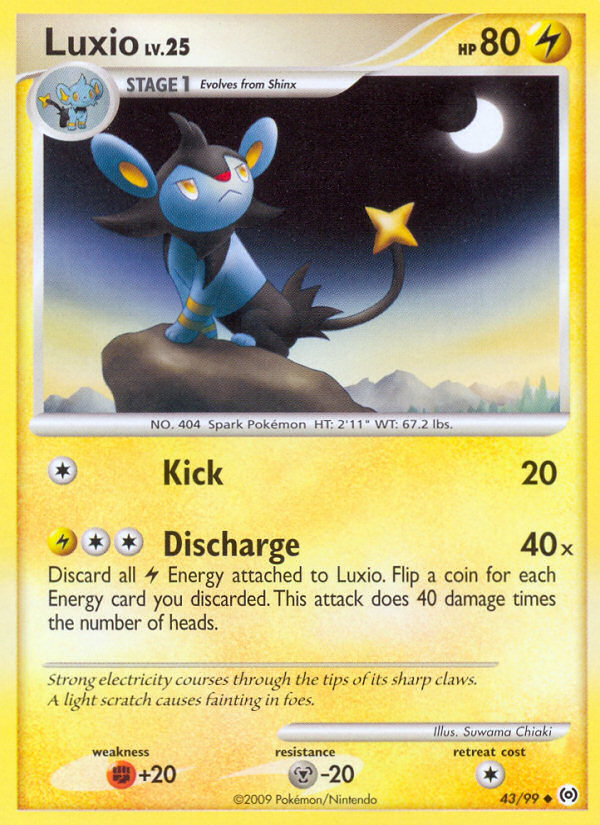 Luxio LV.25 HP 80
STAGE 1 Evolves from Shinx
NO. 404 Spark Pokémon HT: 2'11" WT: 67.2 lbs.
Kick 20
Discharge 40x
Discard all Energy attached to Luxio. Flip a coin for each
Energy card you discarded. This attack does 40 damage times
the number of heads.
Strong electricity courses through the tips of its sharp claws.
A light scratch causes fainting in foes.
Illus. Suwama Chiaki
weakness resistance retreat cost
+20 -20
©2009 Pokémon/Nintendo 43/99